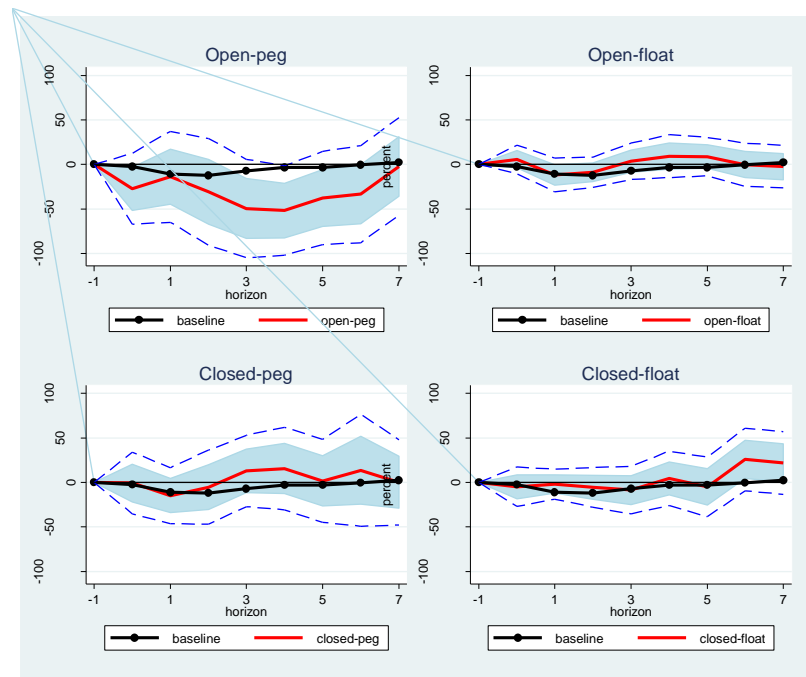 Open-peg
100
50
0
-50
-100
-1 1 3 5 7
horizon
baseline open-peg
Open-float
percent
100
50
0
-50
-100
-1 1 3 5 7
horizon
baseline open-float
Closed-peg
100
50
0
-50
-100
-1 1 3 5 7
horizon
baseline closed-peg
Closed-float
percent
100
50
0
-50
-100
-1 1 3 5 7
horizon
baseline closed-float